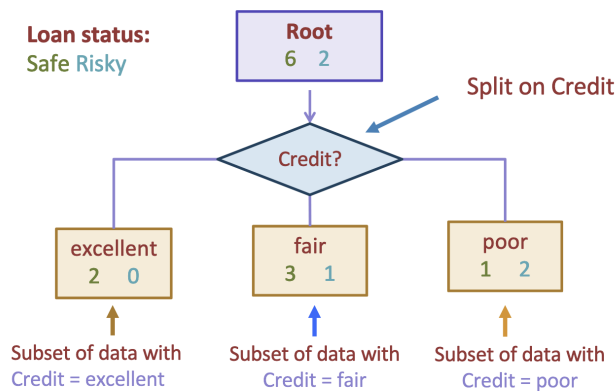 Loan status:
Safe Risky
Root
6 2
Split on Credit
Credit?
excellent
2 0
fair
3 1
poor
1 2
Subset of data with
Credit = excellent
Subset of data with
Credit = fair
Subset of data with
Credit = poor